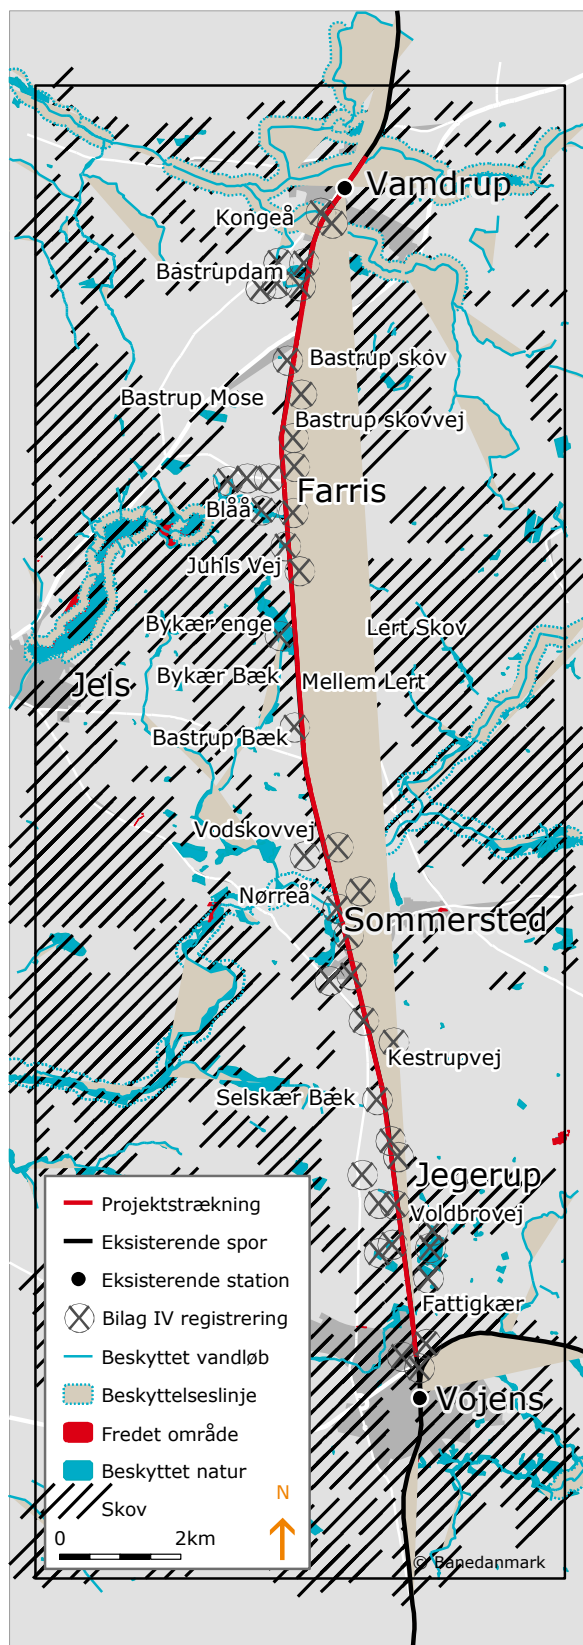 Vamdrup
Kongeå
Bastrupdam
Bastrup skov
Bastrup Mose
Bastrup skovvej
Farris
Blåå
Juhls Vej
Bykær enge
Lert Skov
Bykær Bæk
Jels
Mellem Lert
Bastrup Bæk
Vodskovvej
Nørreå
Sommersted
Kestrupvej
Selskær Bæk
Jegerup
Voldbrovej
Fattigkær
Vojens
Projektstrækning
Eksisterende spor
Eksisterende station
Bilag IV registrering
Beskyttet vandløb
Beskyttelseslinje
Fredet område
Beskyttet natur
Skov
N
0 2km
© Banedanmark